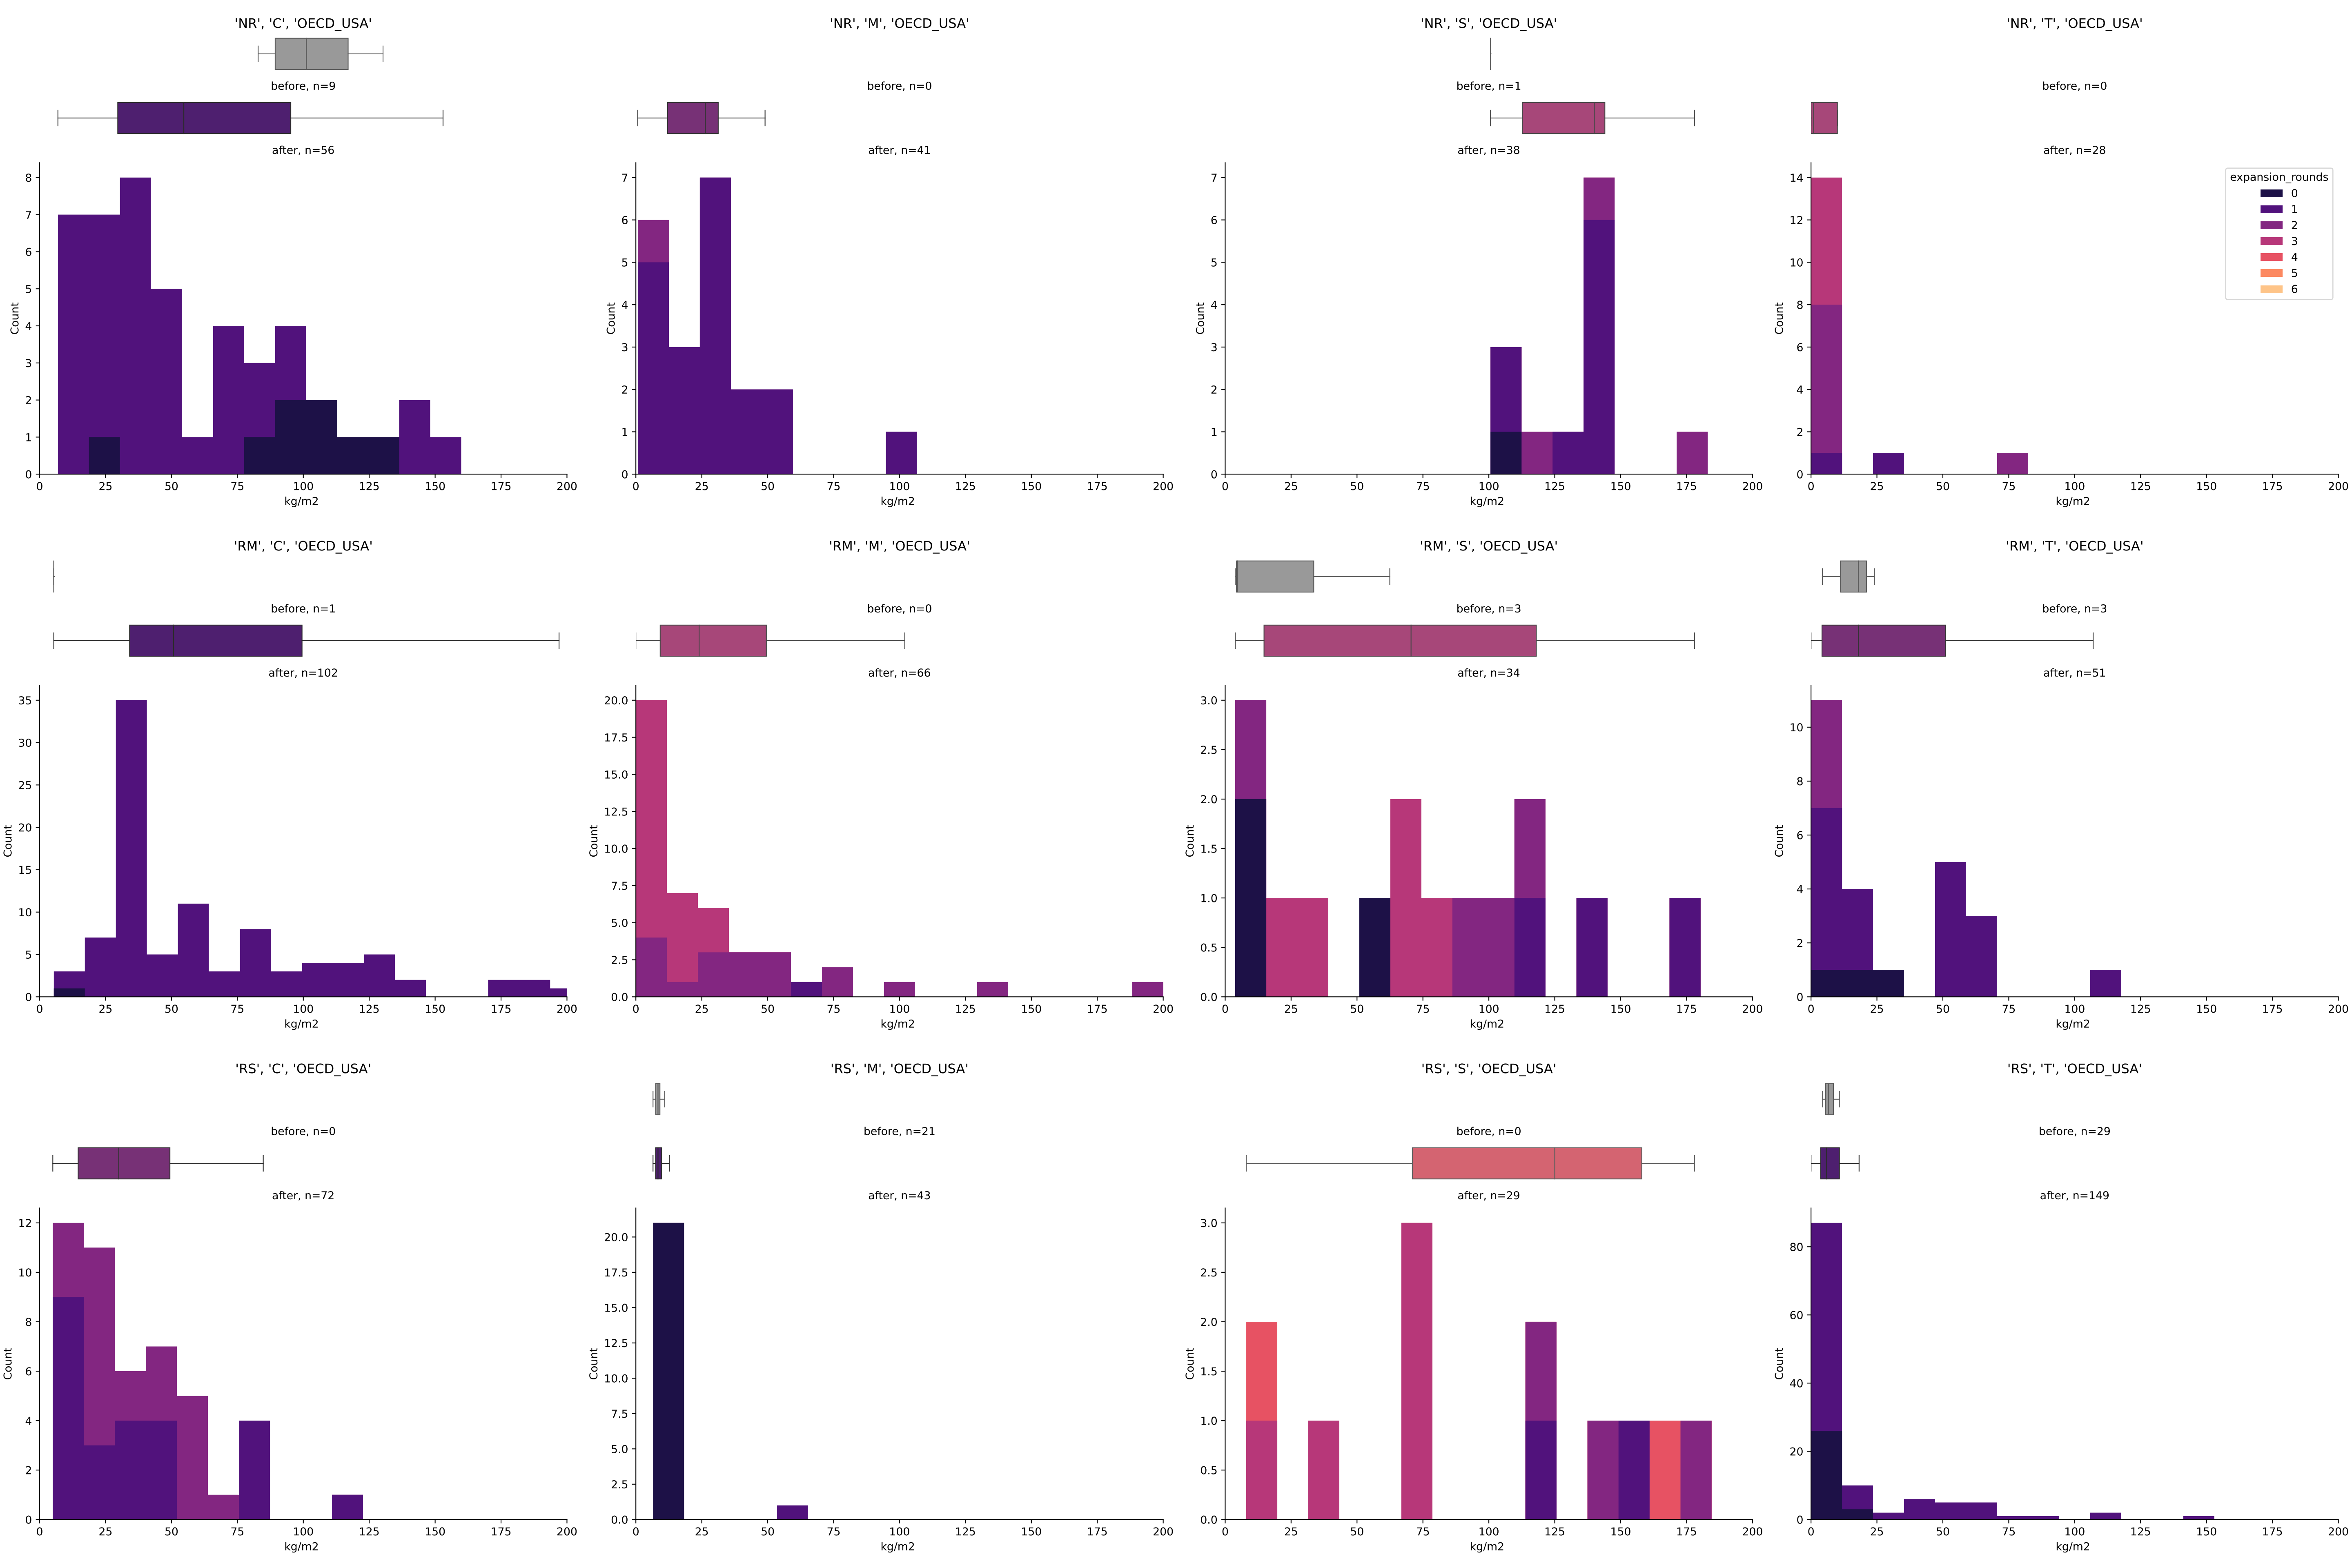 'NR', 'C', 'OECD_USA'
before, n=9
after, n=56
8
7
6
5
4
3
2
1
0
Count
0 25 50 75 100 125 150 175 200
kg/m2
'NR', 'M', 'OECD_USA'
before, n=0
after, n=41
7
6
5
4
3
2
1
0
Count
0 25 50 75 100 125 150 175 200
kg/m2
'NR', 'S', 'OECD_USA'
before, n=1
after, n=38
7
6
5
4
3
2
1
0
Count
0 25 50 75 100 125 150 175 200
kg/m2
'NR', 'T', 'OECD_USA'
before, n=0
after, n=28
14
12
10
8
6
4
2
0
Count
expansion_rounds
0
1
2
3
4
5
6
0 25 50 75 100 125 150 175 200
kg/m2
'RM', 'C', 'OECD_USA'
before, n=1
after, n=102
35
30
25
20
15
10
5
0
Count
0 25 50 75 100 125 150 175 200
kg/m2
'RM', 'M', 'OECD_USA'
before, n=0
after, n=66
20.0
17.5
15.0
12.5
10.0
7.5
5.0
2.5
0.0
Count
0 25 50 75 100 125 150 175 200
kg/m2
'RM', 'S', 'OECD_USA'
before, n=3
after, n=34
3.0
2.5
2.0
1.5
1.0
0.5
0.0
Count
0 25 50 75 100 125 150 175 200
kg/m2
'RM', 'T', 'OECD_USA'
before, n=3
after, n=51
10
8
6
4
2
0
Count
0 25 50 75 100 125 150 175 200
kg/m2
'RS', 'C', 'OECD_USA'
before, n=0
after, n=72
12
10
8
6
4
2
0
Count
0 25 50 75 100 125 150 175 200
kg/m2
'RS', 'M', 'OECD_USA'
before, n=21
after, n=43
20.0
17.5
15.0
12.5
10.0
7.5
5.0
2.5
0.0
Count
0 25 50 75 100 125 150 175 200
kg/m2
'RS', 'S', 'OECD_USA'
before, n=0
after, n=29
3.0
2.5
2.0
1.5
1.0
0.5
0.0
Count
0 25 50 75 100 125 150 175 200
kg/m2
'RS', 'T', 'OECD_USA'
before, n=29
after, n=149
80
60
40
20
0
Count
0 25 50 75 100 125 150 175 200
kg/m2